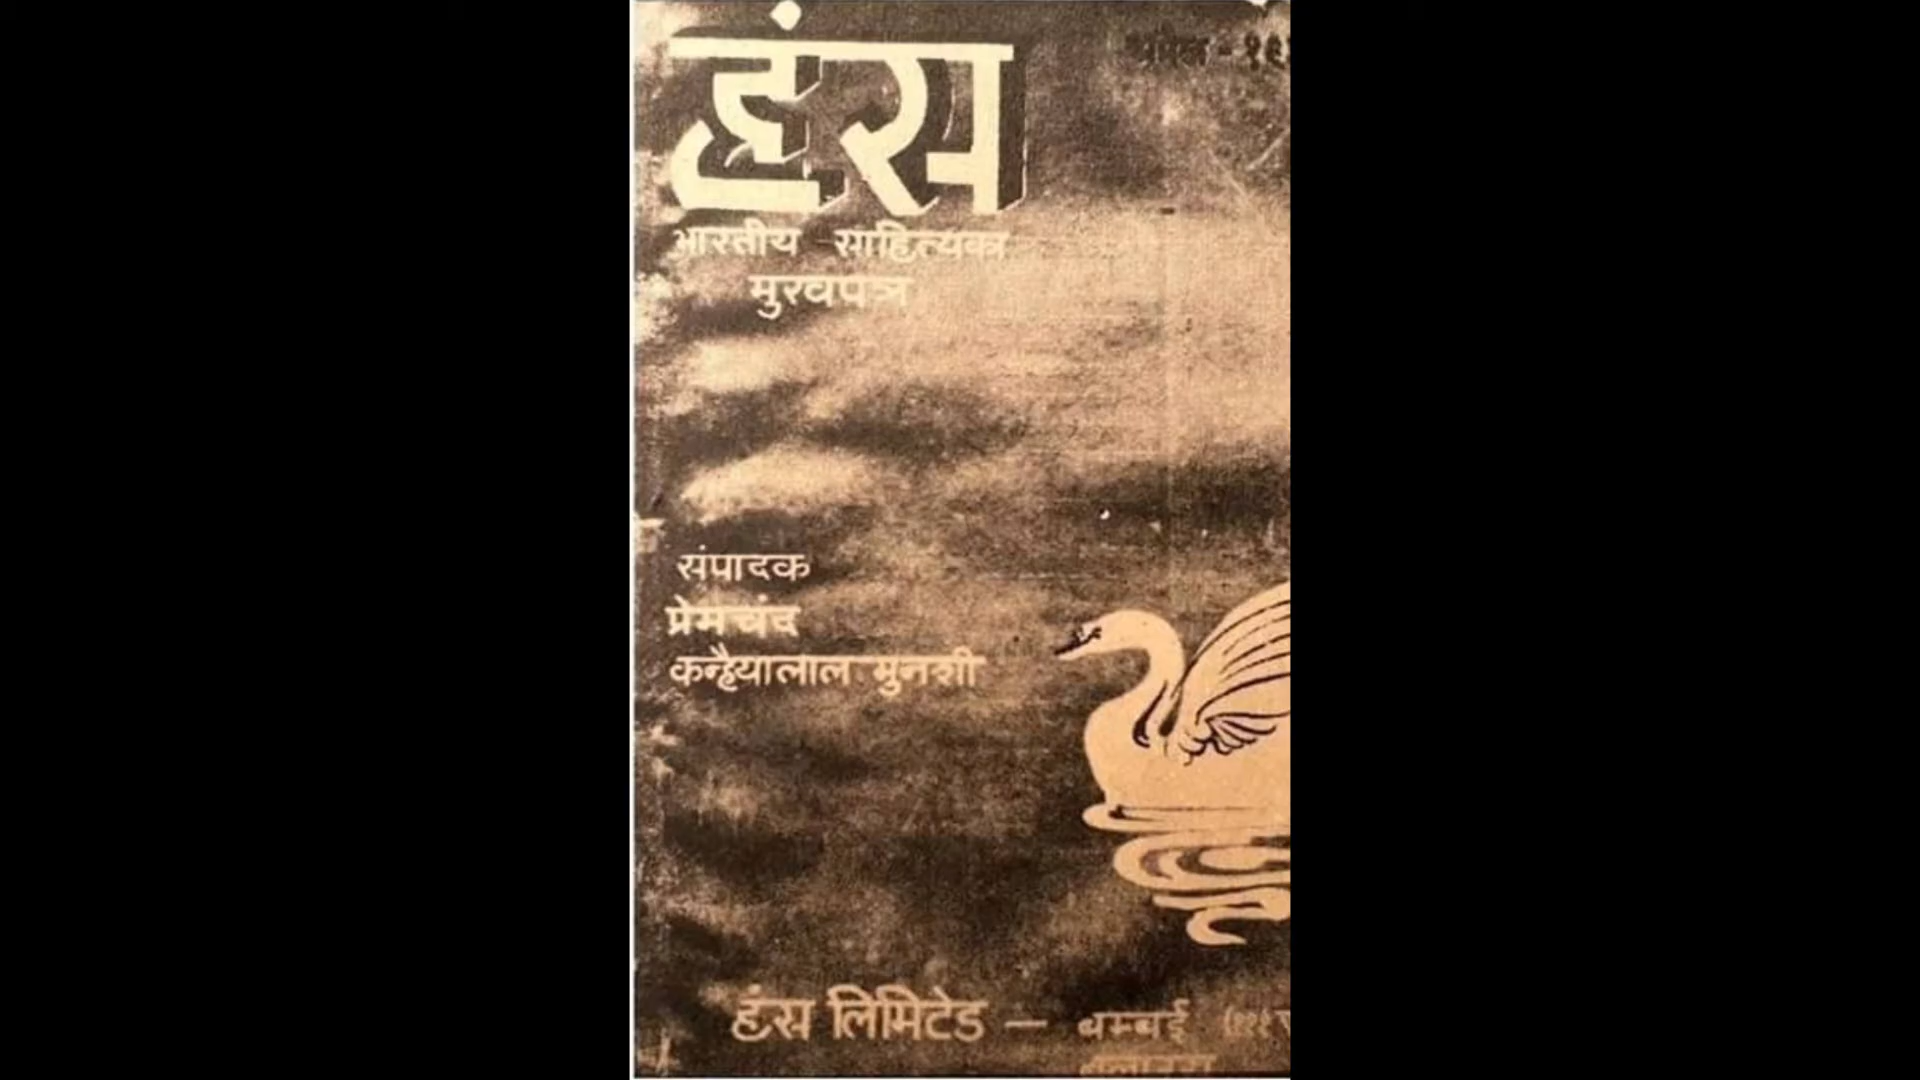 हंस
भारतीय साहित्यका
मुखपत्र
संपादक
प्रेमचंद
कन्हैयालाल मुनशी
हंस लिमिटेड — बम्बई